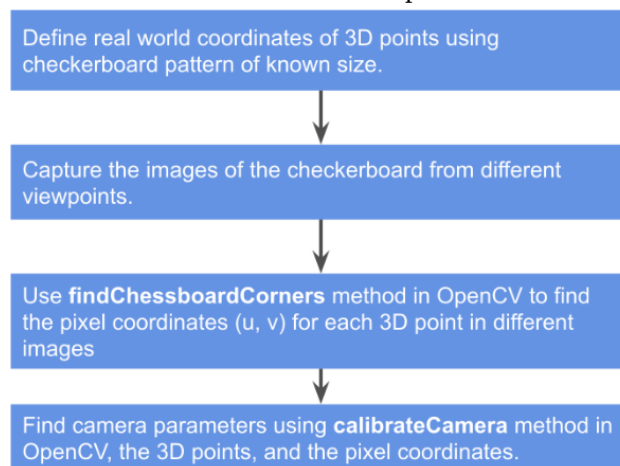 Define real world coordinates of 3D points using
checkerboard pattern of known size.
Capture the images of the checkerboard from different
viewpoints.
Use findChessboardCorners method in OpenCV to find
the pixel coordinates (u, v) for each 3D point in different
images
Find camera parameters using calibrateCamera method in
OpenCV, the 3D points, and the pixel coordinates.